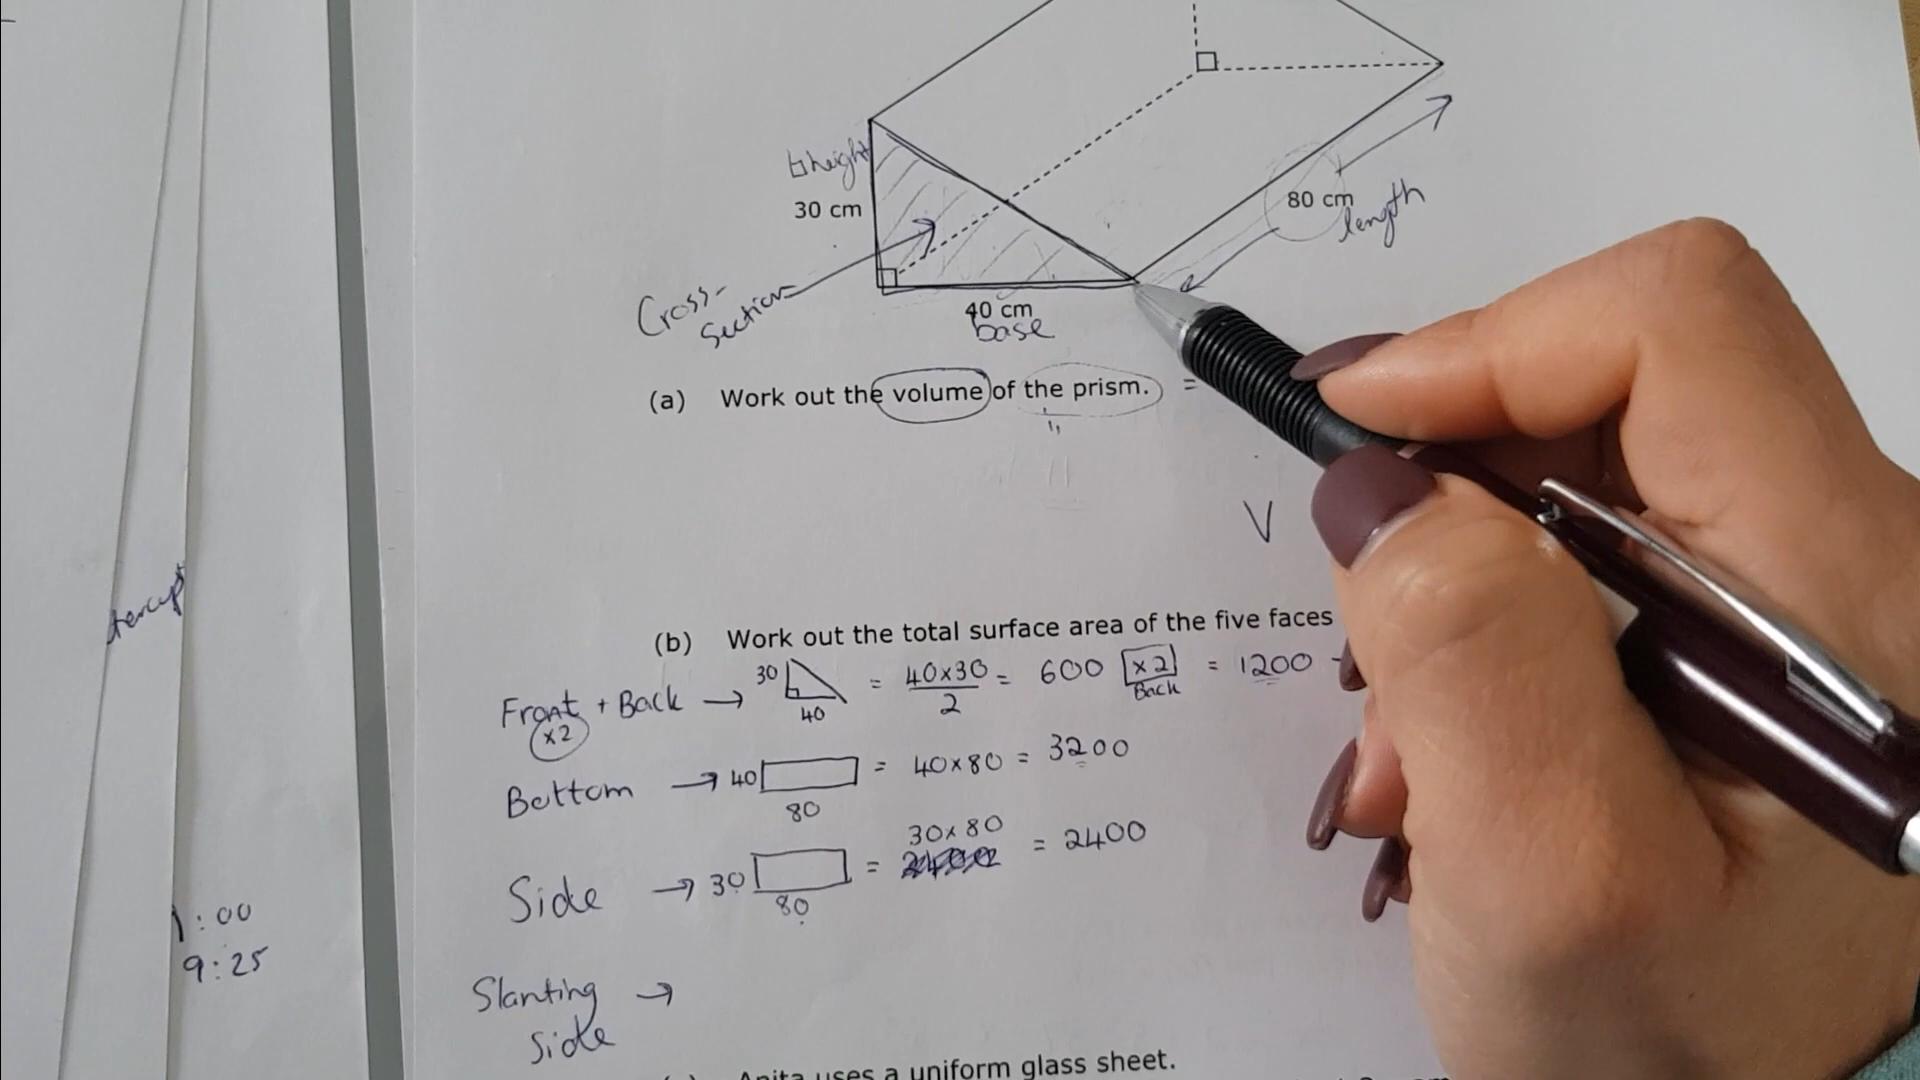 height
30 cm
80 cm
length
Cross-
Section
40 cm
base
(a) Work out the volume of the prism. =
V
(b) Work out the total surface area of the five faces
Front + Back → 30 40 = 40x30 / 2 = 600 x2 Back = 1200
x2
Bottom → 40 80 = 40x80 = 3200
Side → 30 80 = 30x80 = 2400
Slanting →
Side
uses a uniform glass sheet.
1:00
9:25